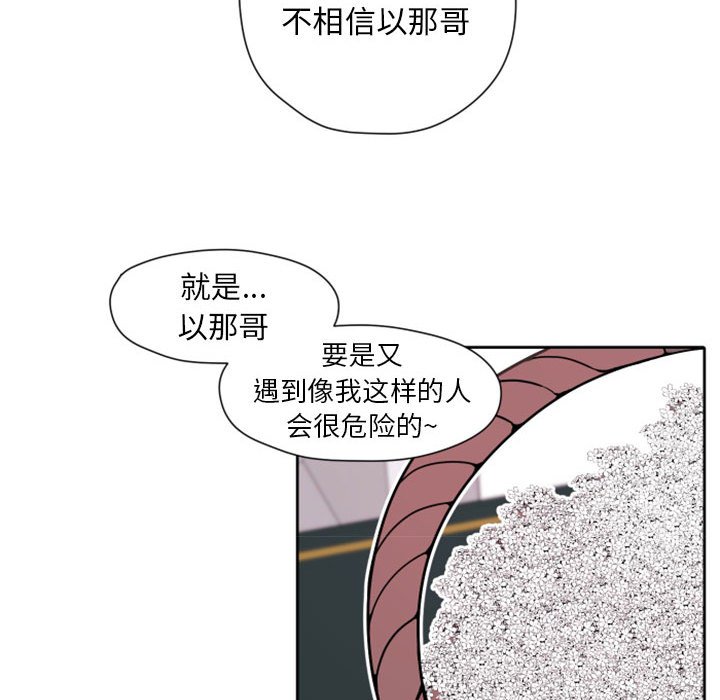 不相信以那哥
就是...
以那哥
要是又
遇到像我这样的人
会很危险的~